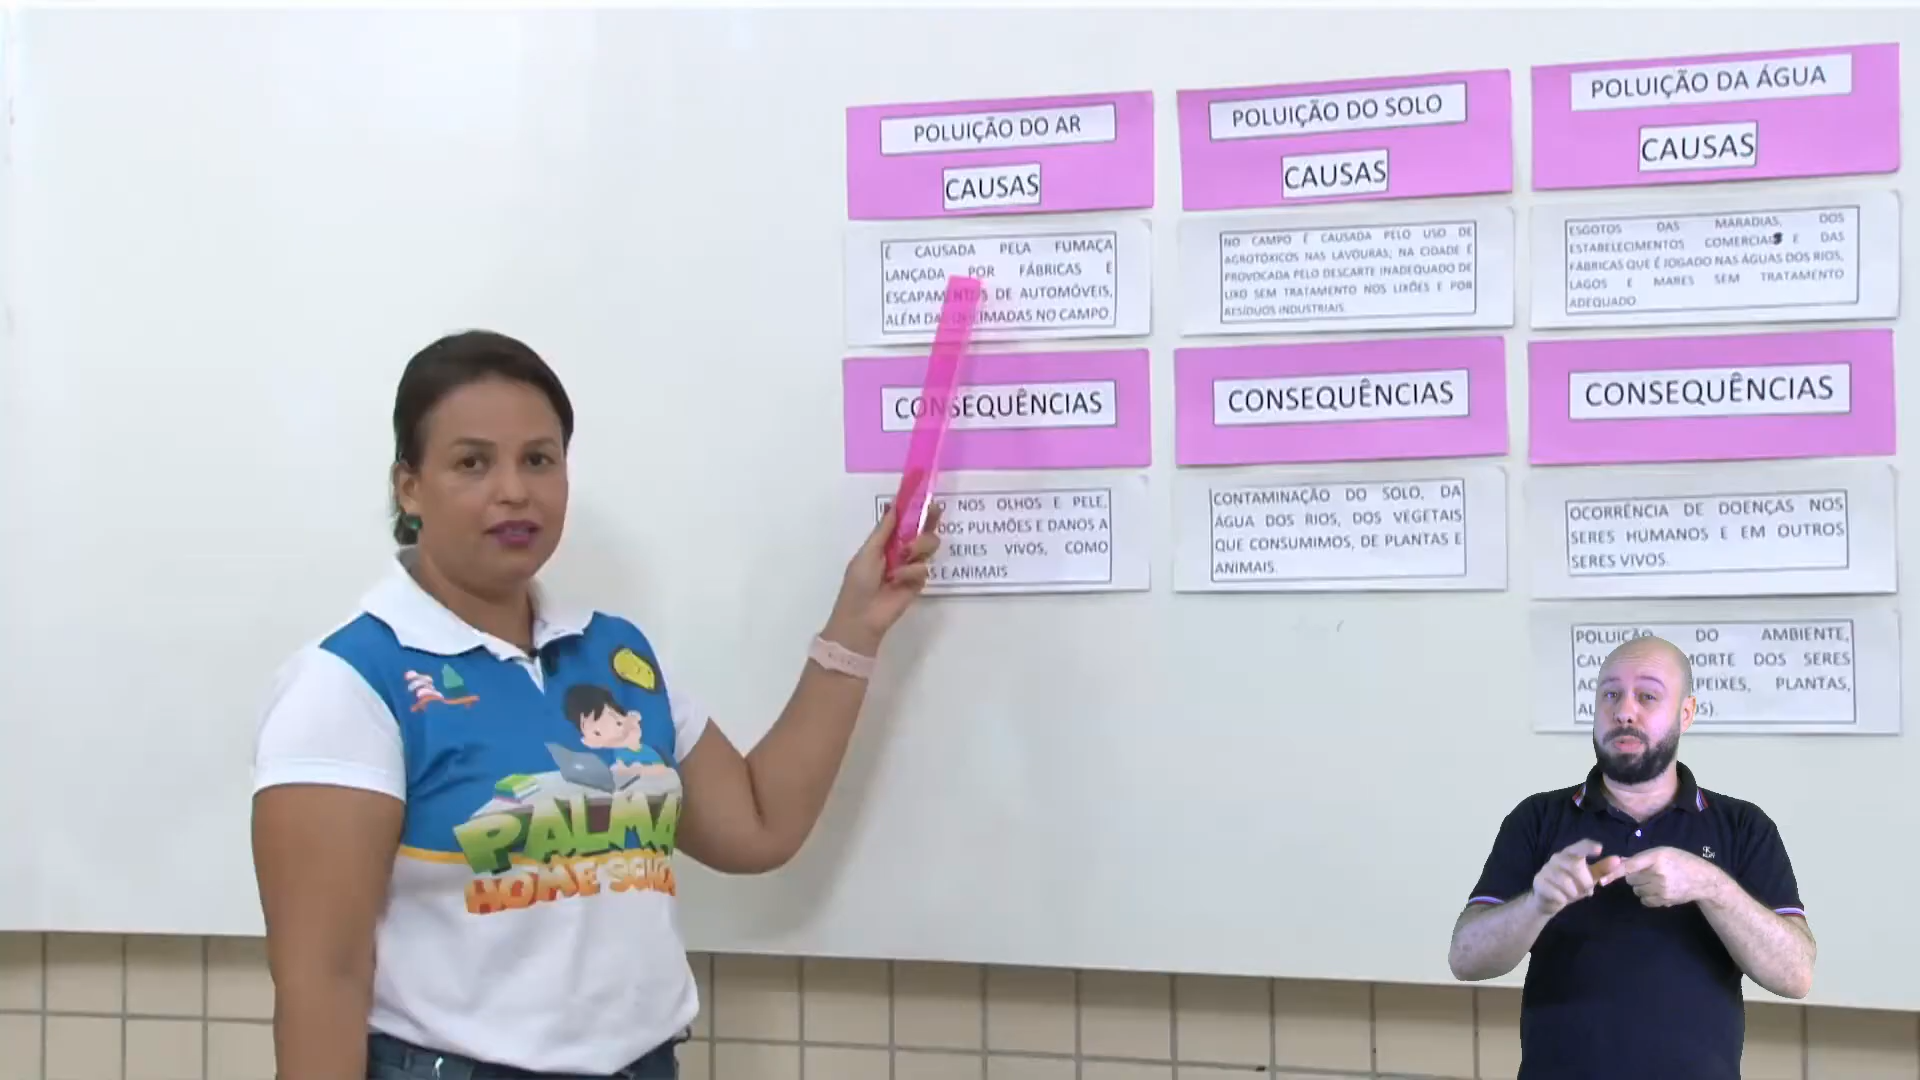 POLUIÇÃO DO AR
CAUSAS
É CAUSADA PELA FUMAÇA
LANÇADA POR FÁBRICAS E
ESCAPAMENTOS DE AUTOMÓVEIS,
ALÉM DAS QUEIMADAS NO CAMPO.
CONSEQUÊNCIAS
NOS OLHOS E PELE,
DOS PULMÕES E DANOS A
SERES VIVOS, COMO
E ANIMAIS
POLUIÇÃO DO SOLO
CAUSAS
NO CAMPO É CAUSADA PELO USO DE
AGROTÓXICOS NAS LAVOURAS; NA CIDADE É
PROVOCADA PELO DESCARTE INADEQUADO DE
LIXO SEM TRATAMENTO NOS LIXÕES E POR
RESÍDUOS INDUSTRIAIS.
CONSEQUÊNCIAS
CONTAMINAÇÃO DO SOLO, DA
ÁGUA DOS RIOS, DOS VEGETAIS
QUE CONSUMIMOS, DE PLANTAS E
ANIMAIS.
POLUIÇÃO DA ÁGUA
CAUSAS
ESGOTOS DAS MARADIAS, DOS
ESTABELECIMENTOS COMERCIAIS E DAS
FÁBRICAS QUE É JOGADO NAS ÁGUAS DOS RIOS,
LAGOS E MARES SEM TRATAMENTO
ADEQUADO.
CONSEQUÊNCIAS
OCORRÊNCIA DE DOENÇAS NOS
SERES HUMANOS E EM OUTROS
SERES VIVOS.
POLUIÇÃO DO AMBIENTE,
MORTE DOS SERES
(PEIXES, PLANTAS,
PALMA
HOME SCHOOL